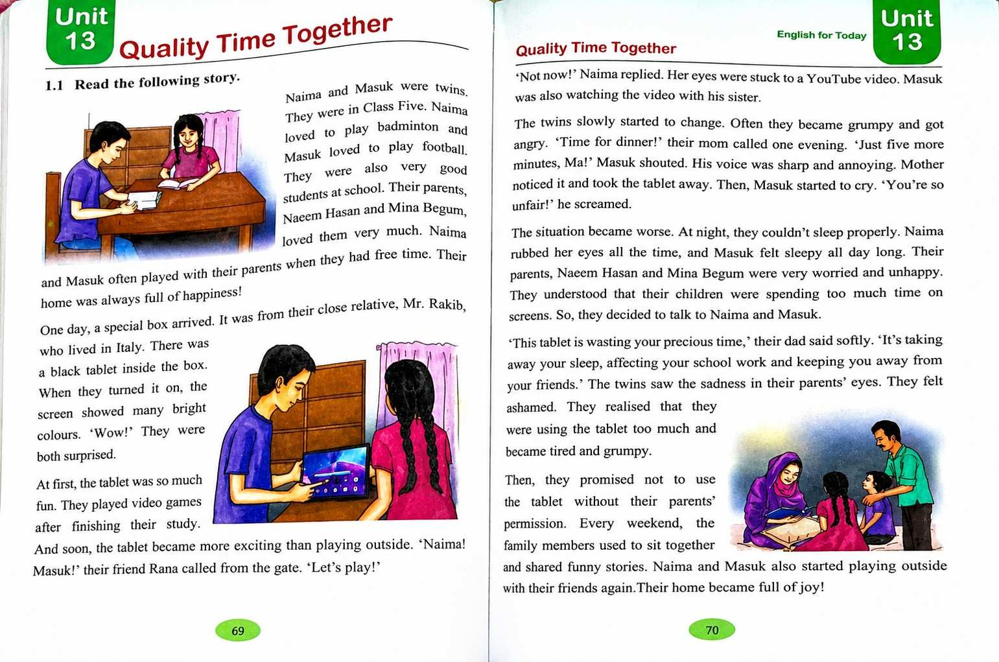 Unit
13
Quality Time Together
1.1 Read the following story.
Naima and Masuk were twins.
They were in Class Five. Naima
loved to play badminton and
Masuk loved to play football.
They were also very good
students at school. Their parents,
Naeem Hasan and Mina Begum,
loved them very much. Naima
and Masuk often played with their parents when they had free time. Their
home was always full of happiness!
One day, a special box arrived. It was from their close relative, Mr. Rakib,
who lived in Italy. There was
a black tablet inside the box.
When they turned it on, the
screen showed many bright
colours. ‘Wow!’ They were
both surprised.
At first, the tablet was so much
fun. They played video games
after finishing their study.
And soon, the tablet became more exciting than playing outside. ‘Naima!
Masuk!’ their friend Rana called from the gate. ‘Let’s play!’
69
Quality Time Together
English for Today
Unit
13
‘Not now!’ Naima replied. Her eyes were stuck to a YouTube video. Masuk
was also watching the video with his sister.
The twins slowly started to change. Often they became grumpy and got
angry. ‘Time for dinner!’ their mom called one evening. ‘Just five more
minutes, Ma!’ Masuk shouted. His voice was sharp and annoying. Mother
noticed it and took the tablet away. Then, Masuk started to cry. ‘You’re so
unfair!’ he screamed.
The situation became worse. At night, they couldn’t sleep properly. Naima
rubbed her eyes all the time, and Masuk felt sleepy all day long. Their
parents, Naeem Hasan and Mina Begum were very worried and unhappy.
They understood that their children were spending too much time on
screens. So, they decided to talk to Naima and Masuk.
‘This tablet is wasting your precious time,’ their dad said softly. ‘It’s taking
away your sleep, affecting your school work and keeping you away from
your friends.’ The twins saw the sadness in their parents’ eyes. They felt
ashamed. They realised that they
were using the tablet too much and
became tired and grumpy.
Then, they promised not to use
the tablet without their parents’
permission. Every weekend, the
family members used to sit together
and shared funny stories. Naima and Masuk also started playing outside
with their friends again.Their home became full of joy!
70